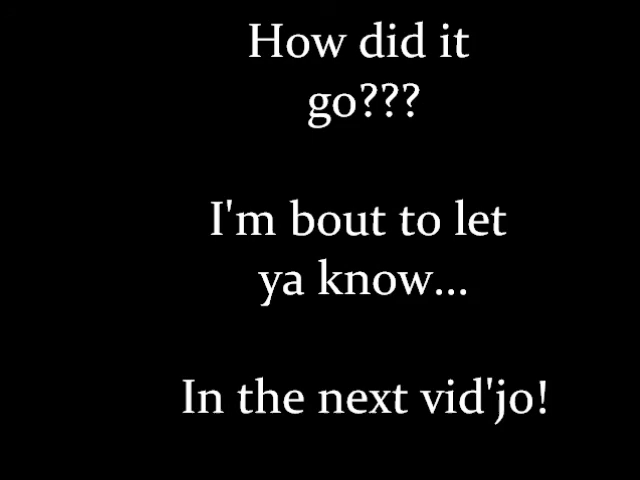 How did it
go???
I'm bout to let
ya know...
In the next vid'jo!